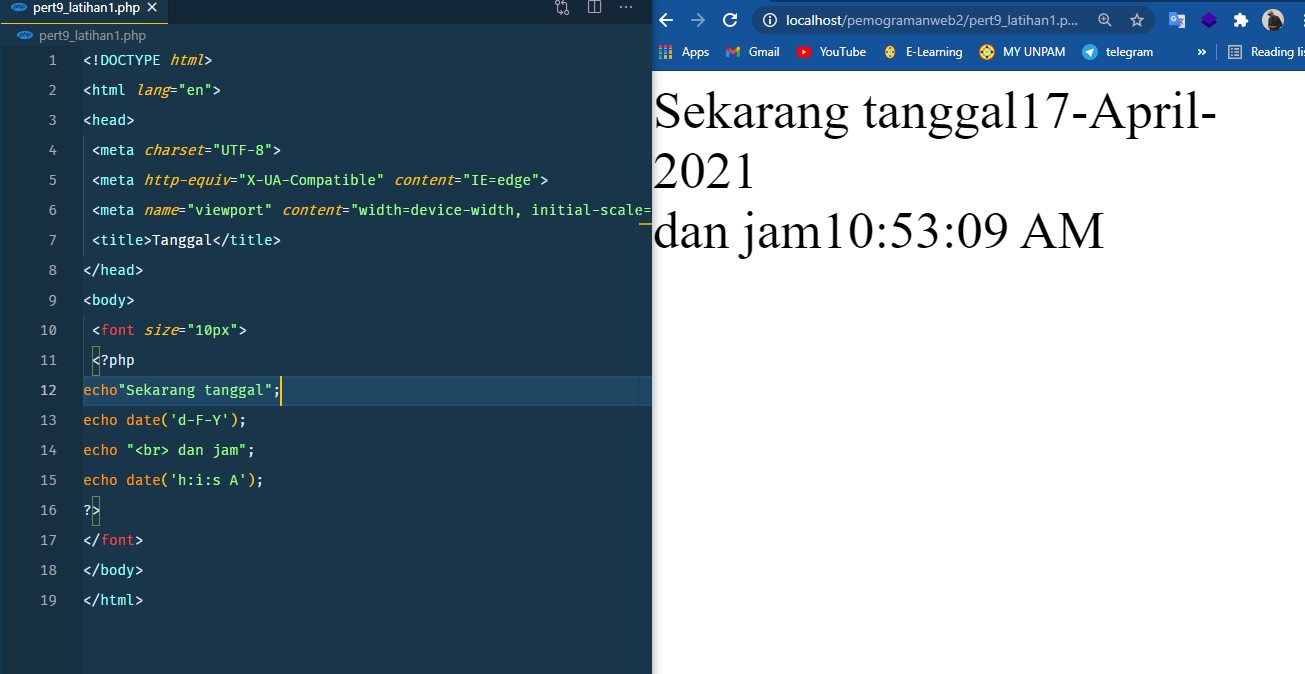 php pert9_latihan1.php ×
php pert9_latihan1.php
1 <!DOCTYPE html>
2 <html lang="en">
3 <head>
4 <meta charset="UTF-8">
5 <meta http-equiv="X-UA-Compatible" content="IE=edge">
6 <meta name="viewport" content="width=device-width, initial-scale=
7 <title>Tanggal</title>
8 </head>
9 <body>
10 <font size="10px">
11 <?php
12 echo"Sekarang tanggal";
13 echo date('d-F-Y');
14 echo "<br> dan jam";
15 echo date('h:i:s A');
16 ?>
17 </font>
18 </body>
19 </html>
localhost/pemogramanweb2/pert9_latihan1.p...
Apps Gmail YouTube E-Learning MY UNPAM telegram » Reading lis
Sekarang tanggal17-April-
2021
dan jam10:53:09 AM